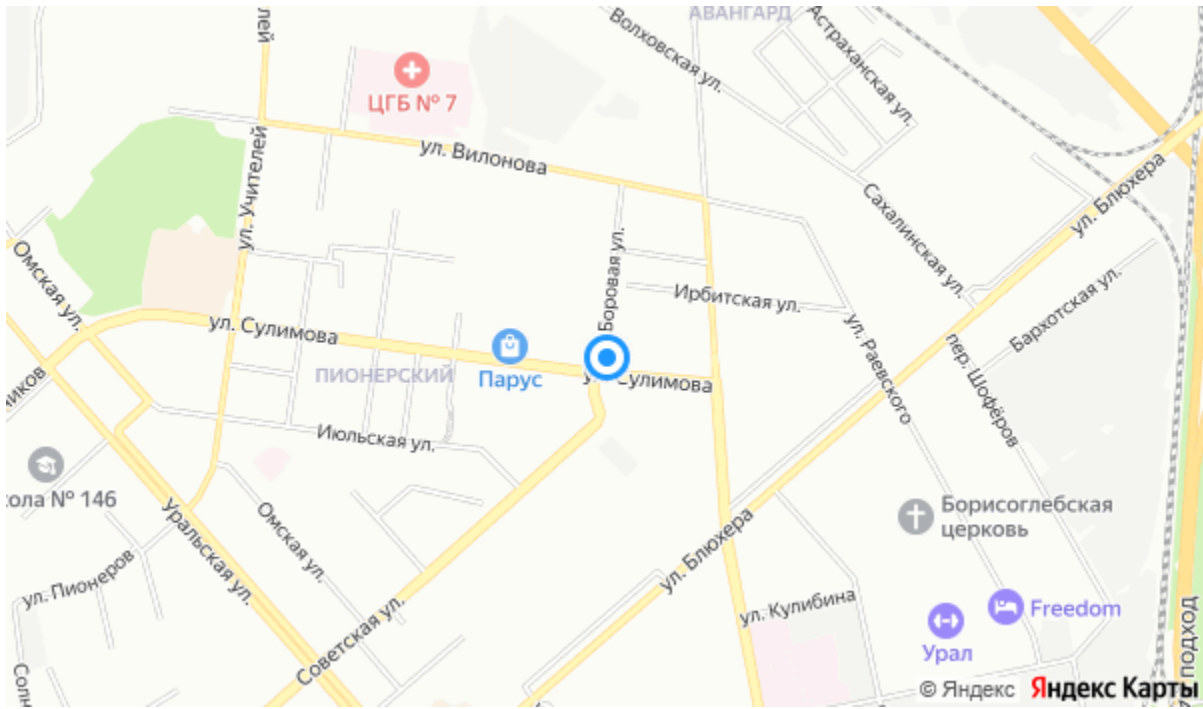 АВАНГАРД
Волховская ул.
Астраханская ул.
ЦГБ № 7
ул. Вилонова
ул. Учителей
ул. Блюхера
Сахалинская ул.
Боровая ул.
Омская ул.
Ирбитская ул.
Бархотская ул.
ул. Сулимова
ул. Раевского
пер. Шофёров
ПИОНЕРСКИЙ
Парус
Сулимова
Июльская ул.
№ 146
Уральская ул.
Омская ул.
Борисоглебская
церковь
ул. Блюхера
ул. Пионеров
ул. Кулибина
Freedom
Советская ул.
Урал
© Яндекс Яндекс Карты